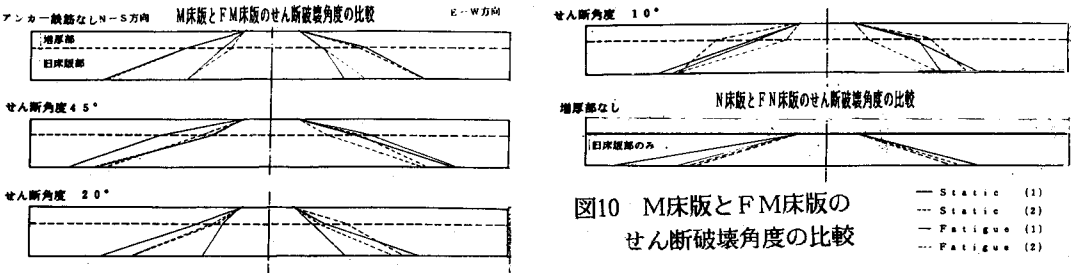 アンカー鉄筋なしN-S方向
M床版とFM床版のせん断破壊角度の比較
E-W方向
増厚部
旧床版部
せん断角度45°
せん断角度 20°
せん断角度 10°
N床版とFN床版のせん断破壊角度の比較
増厚部なし
旧床版部のみ
図10 M床版とFM床版の
せん断破壊角度の比較
Static (1)
Static (2)
Fatigue (1)
Fatigue (2)